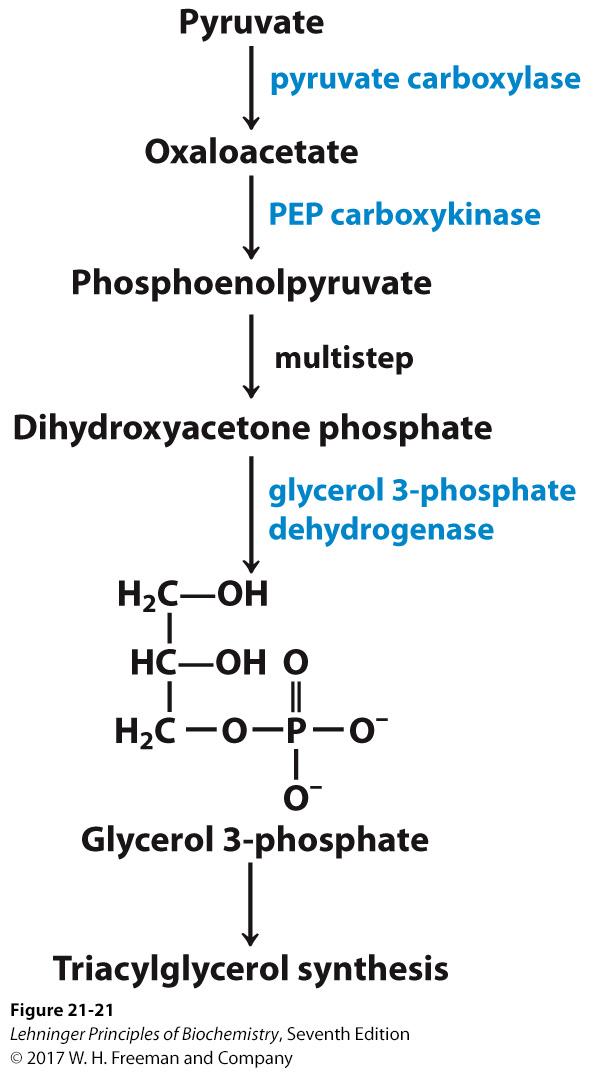 Pyruvate
pyruvate carboxylase
Oxaloacetate
PEP carboxykinase
Phosphoenolpyruvate
multistep
Dihydroxyacetone phosphate
glycerol 3-phosphate
dehydrogenase
H₂C—OH
HC—OH O
H₂C—O—P—O⁻
O⁻
Glycerol 3-phosphate
Triacylglycerol synthesis
Figure 21-21
Lehninger Principles of Biochemistry, Seventh Edition
© 2017 W. H. Freeman and Company